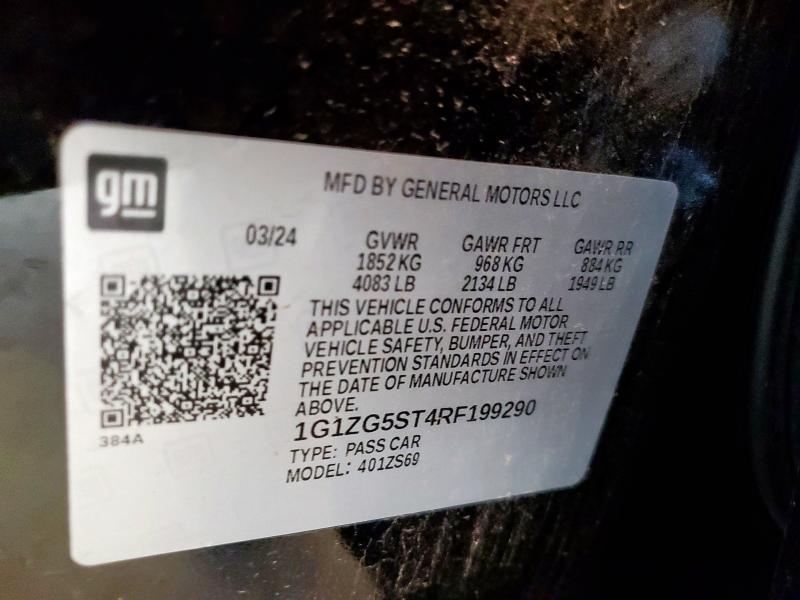 gm
MFD BY GENERAL MOTORS LLC
03/24
GVWR GAWR FRT GAWR RR
1852 KG 968 KG 884 KG
4083 LB 2134 LB 1949 LB
THIS VEHICLE CONFORMS TO ALL
APPLICABLE U.S. FEDERAL MOTOR
VEHICLE SAFETY, BUMPER, AND THEFT
PREVENTION STANDARDS IN EFFECT ON
THE DATE OF MANUFACTURE SHOWN
ABOVE.
1G1ZG5ST4RF199290
TYPE: PASS CAR
MODEL: 401ZS69
384A